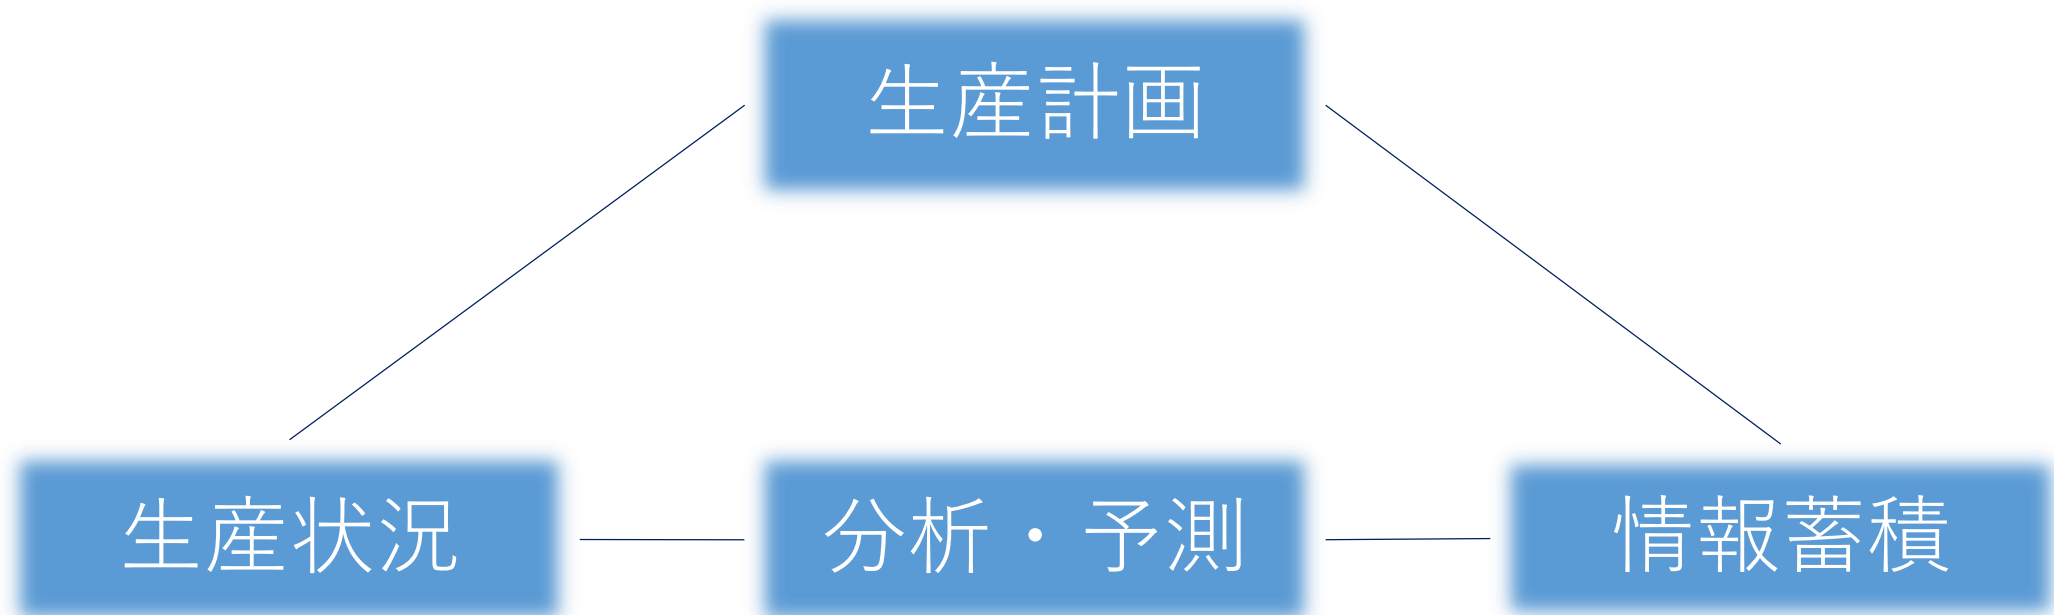 生産計画
生産状況
分析・予測
情報蓄積